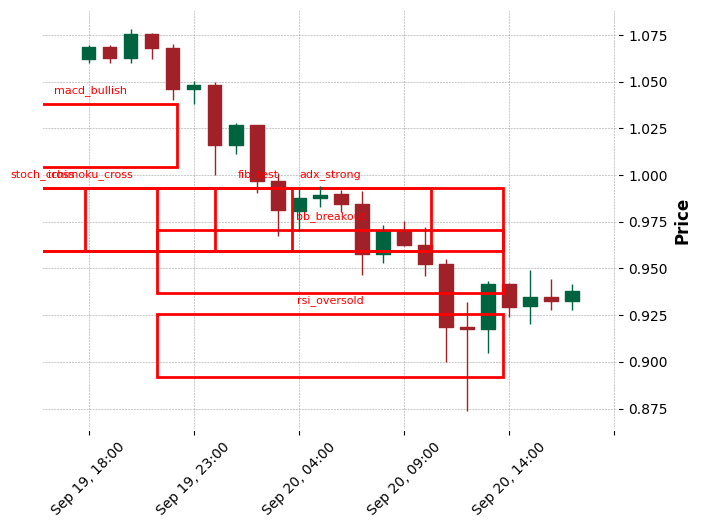 1.075
1.050
macd_bullish
1.025
stoch_cross
ichimoku_cross
fib_test
adx_strong
1.000
bb_breakout
0.975
0.950
rsi_oversold
0.925
0.900
0.875
Price
Sep 19, 18:00
Sep 19, 23:00
Sep 20, 04:00
Sep 20, 09:00
Sep 20, 14:00